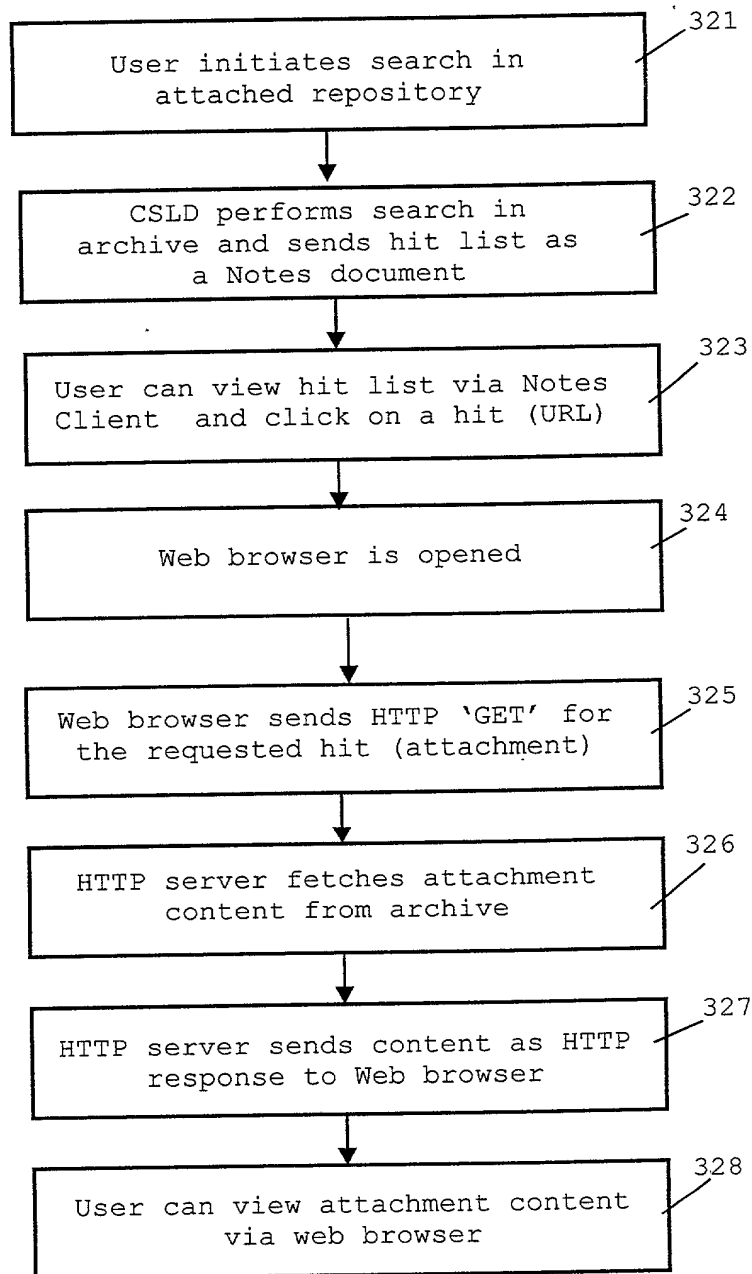 321
User initiates search in
attached repository
322
CSLD performs search in
archive and sends hit list as
a Notes document
323
User can view hit list via Notes
Client and click on a hit (URL)
324
Web browser is opened
325
Web browser sends HTTP 'GET' for
the requested hit (attachment)
326
HTTP server fetches attachment
content from archive
327
HTTP server sends content as HTTP
response to Web browser
328
User can view attachment content
via web browser